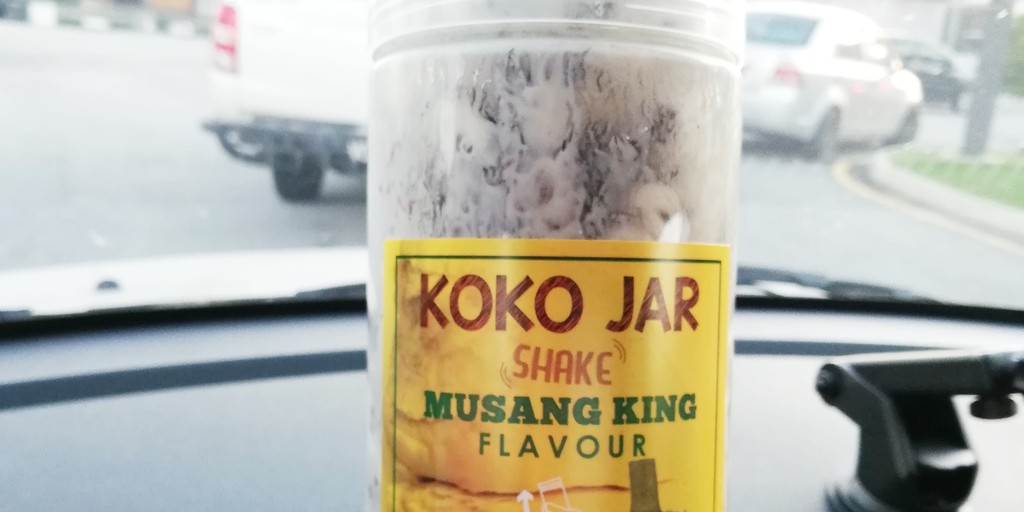 KOKO JAR
SHAKE
MUSANG KING
FLAVOUR